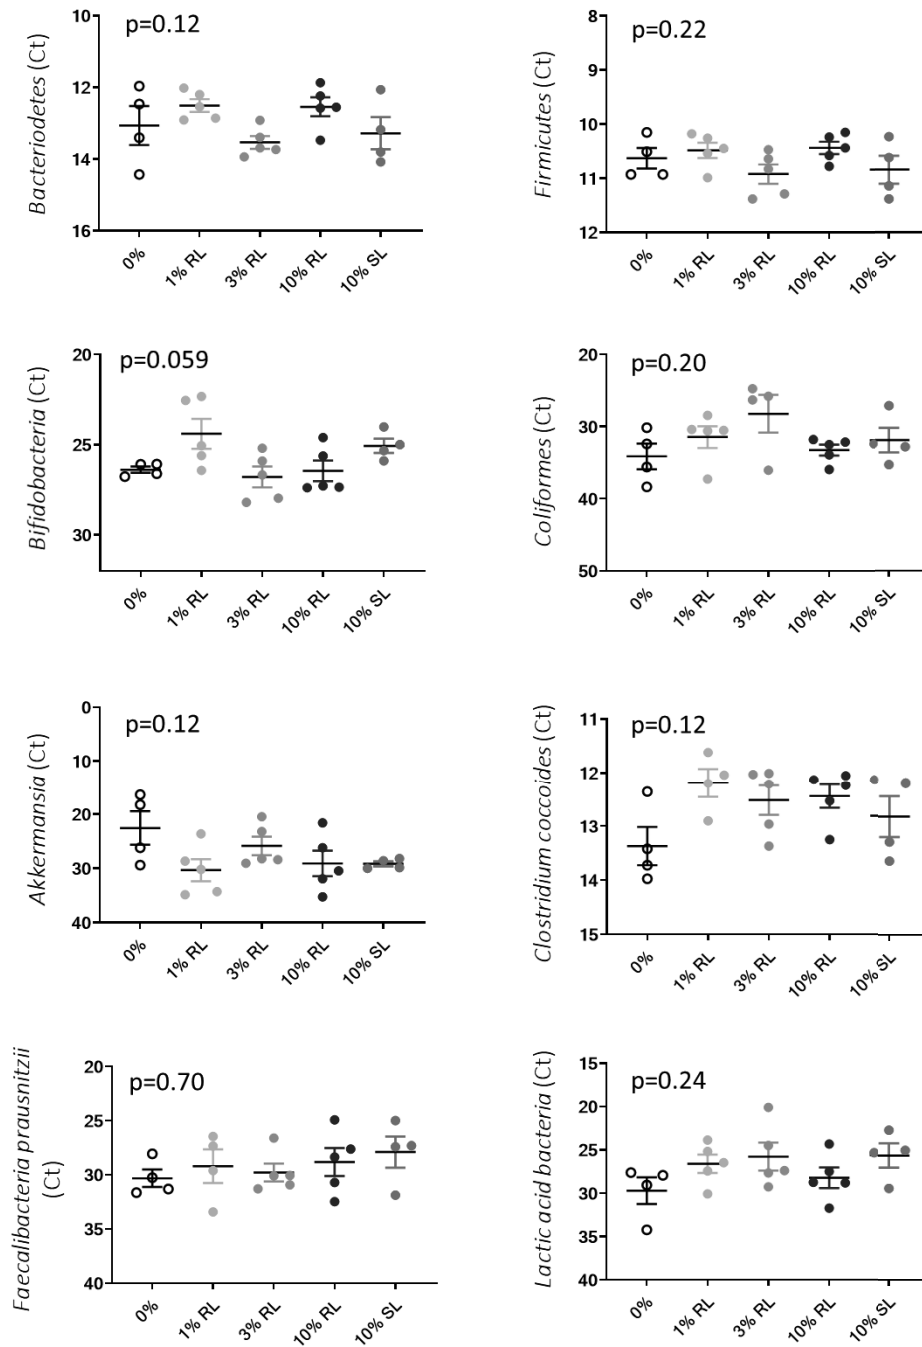 Bacteriodetes (Ct)
p=0.12
10
12
14
16
0%
1% RL
3% RL
10% RL
10% SL
Firmicutes (Ct)
p=0.22
8
10
11
12
0%
1% RL
3% RL
10% RL
10% SL
Bifidobacteria (Ct)
p=0.059
20
25
30
0%
1% RL
3% RL
10% RL
10% SL
Coliformes (Ct)
p=0.20
20
30
40
50
0%
1% RL
3% RL
10% RL
10% SL
Akkermansia (Ct)
p=0.12
0
10
20
30
40
0%
1% RL
3% RL
10% RL
10% SL
Clostridium coccoides (Ct)
p=0.12
11
12
13
14
15
0%
1% RL
3% RL
10% RL
10% SL
Faecalibacteria prausnitzii
(Ct)
p=0.70
20
25
30
35
40
0%
1% RL
3% RL
10% RL
10% SL
Lactic acid bacteria (Ct)
p=0.24
15
20
25
30
35
40
0%
1% RL
3% RL
10% RL
10% SL